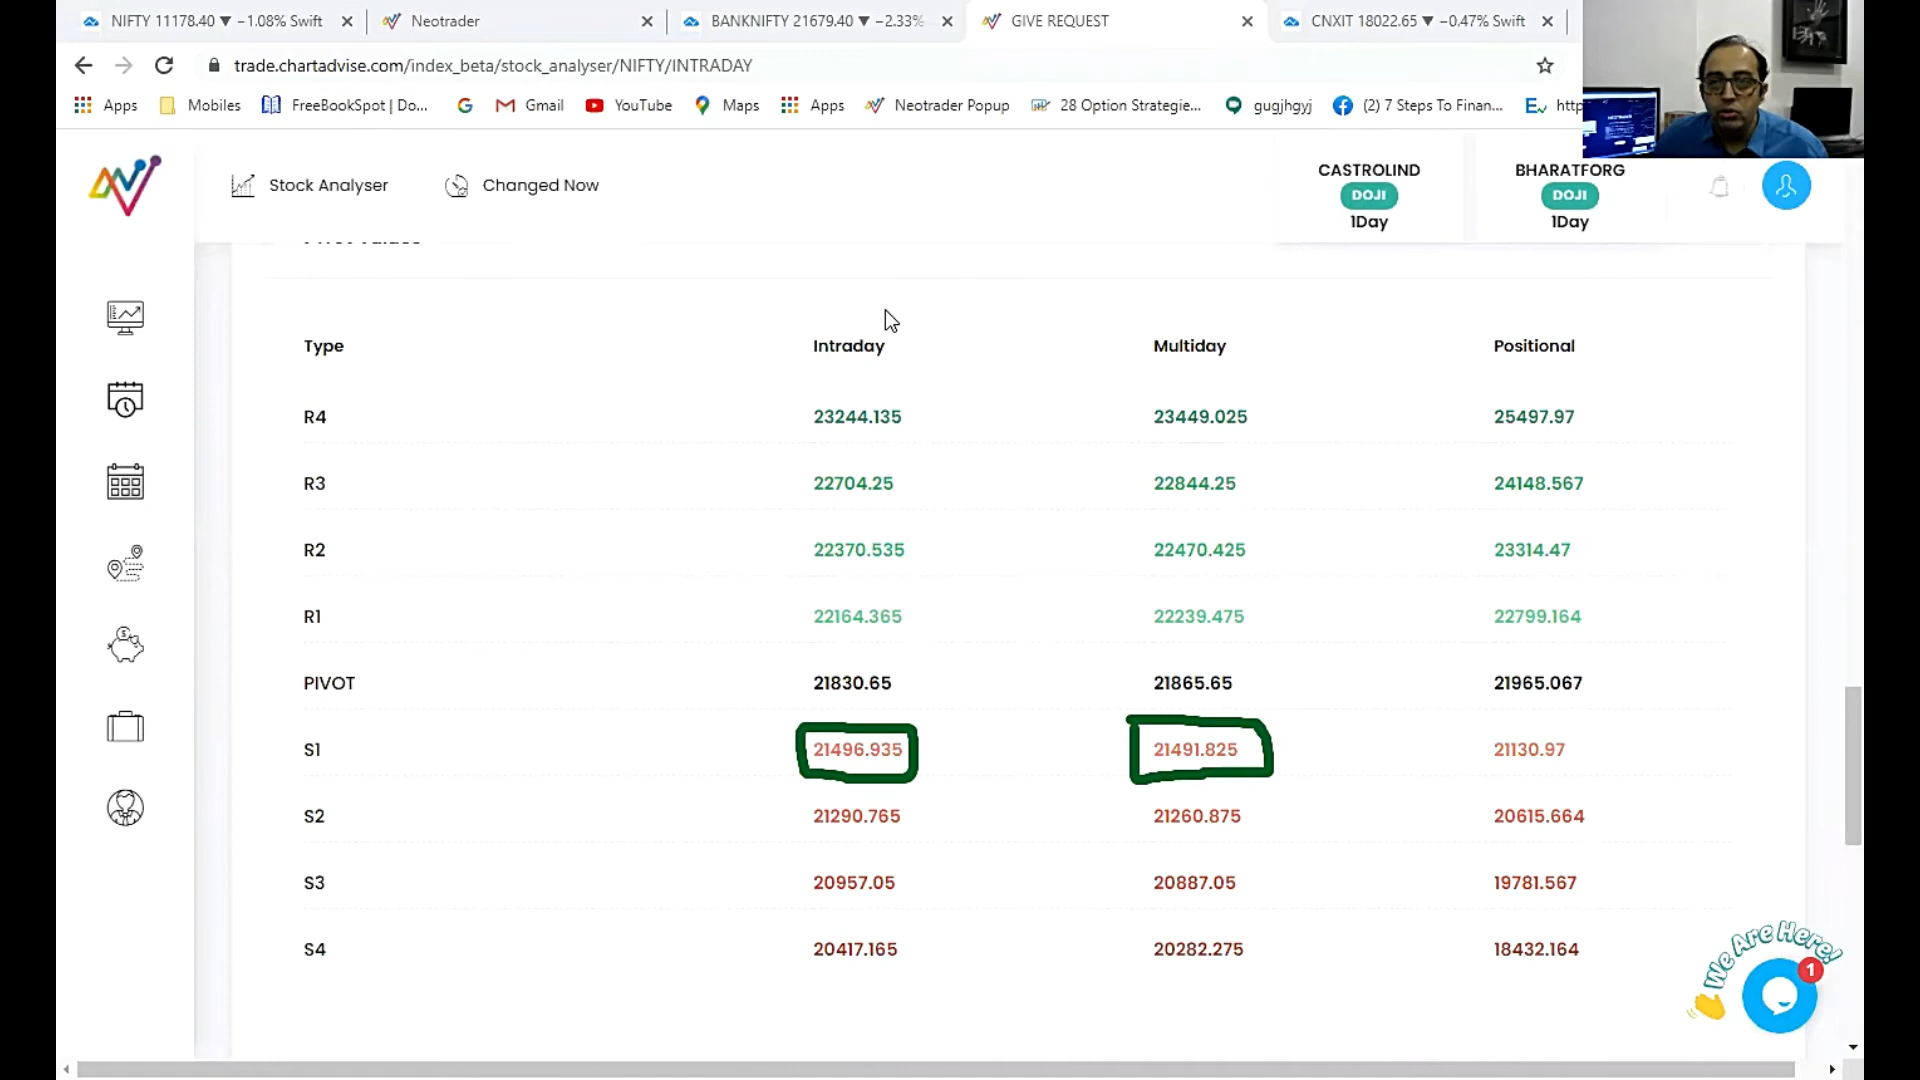 NIFTY 11178.40 ▼ −1.08% Swift
Neotrader
BANKNIFTY 21679.40 ▼ −2.33%
GIVE REQUEST
CNXIT 18022.65 ▼ −0.47% Swift
trade.chartadvise.com/index_beta/stock_analyser/NIFTY/INTRADAY
Apps
Mobiles
FreeBookSpot | Do...
Gmail
YouTube
Maps
Apps
Neotrader Popup
28 Option Strategie...
gugjhgyj
(2) 7 Steps To Finan...
http
Stock Analyser
Changed Now
CASTROLIND
DOJI
1Day
BHARATFORG
DOJI
1Day
Type Intraday Multiday Positional
R4 23244.135 23449.025 25497.97
R3 22704.25 22844.25 24148.567
R2 22370.535 22470.425 23314.47
R1 22164.365 22239.475 22799.164
PIVOT 21830.65 21865.65 21965.067
S1 21496.935 21491.825 21130.97
S2 21290.765 21260.875 20615.664
S3 20957.05 20887.05 19781.567
S4 20417.165 20282.275 18432.164
We Are Here!
1